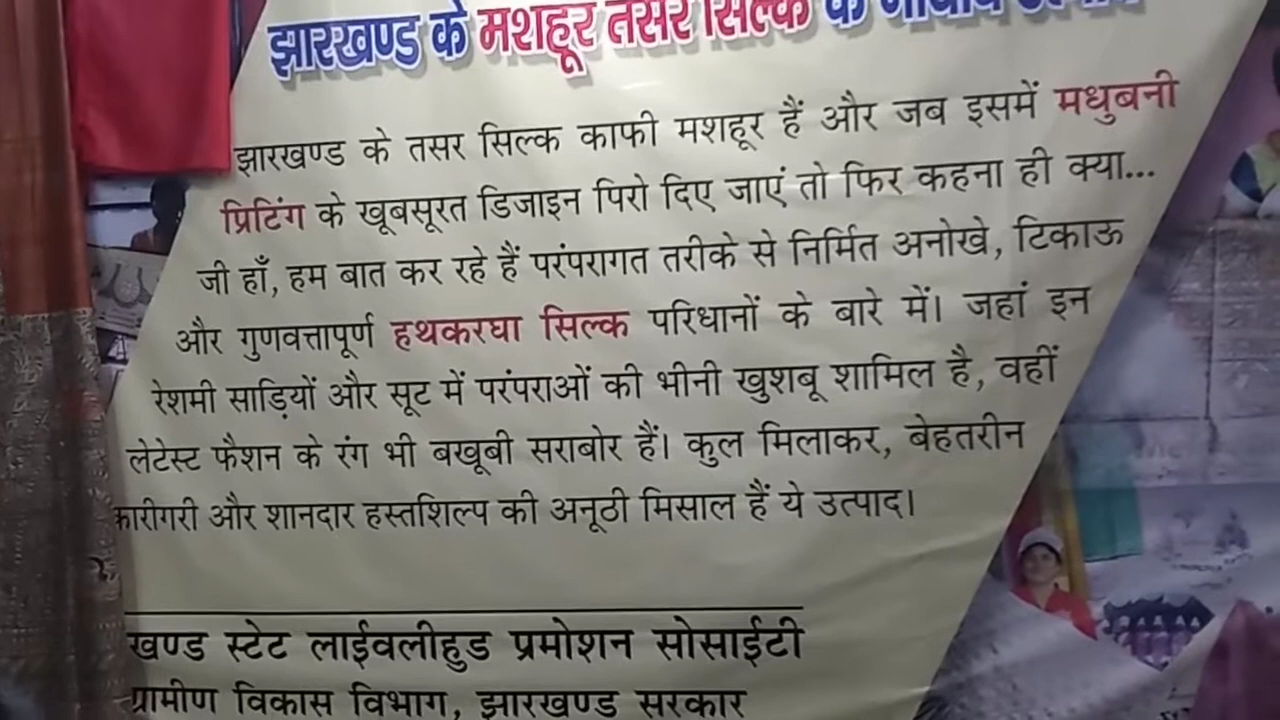 झारखण्ड के मशहूर तसर सिल्क के
झारखण्ड के तसर सिल्क काफी मशहूर हैं और जब इसमें मधुबनी
प्रिटिंग के खूबसूरत डिजाइन पिरो दिए जाएं तो फिर कहना ही क्या...
जी हाँ, हम बात कर रहे हैं परंपरागत तरीके से निर्मित अनोखे, टिकाऊ
और गुणवत्तापूर्ण हथकरघा सिल्क परिधानों के बारे में। जहां इन
रेशमी साड़ियों और सूट में परंपराओं की भीनी खुशबू शामिल है, वहीं
लेटेस्ट फैशन के रंग भी बखूबी सराबोर हैं। कुल मिलाकर, बेहतरीन
कारीगरी और शानदार हस्तशिल्प की अनूठी मिसाल हैं ये उत्पाद।
खण्ड स्टेट लाईवलीहुड प्रमोशन सोसाईटी
ग्रामीण विकास विभाग, झारखण्ड सरकार